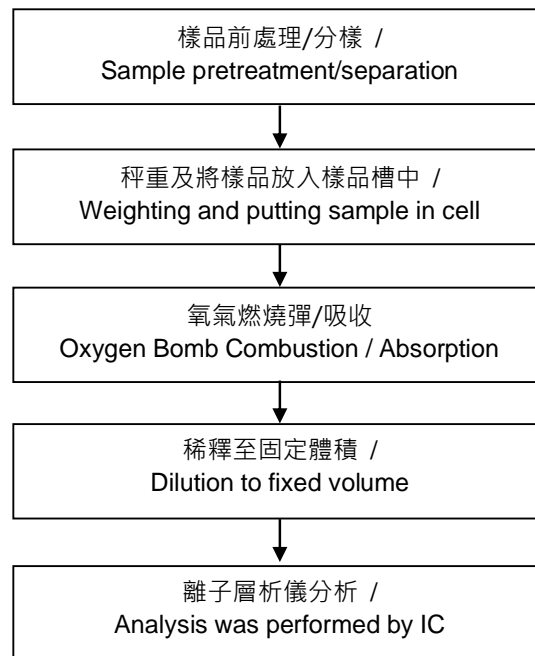 樣品前處理/分樣 /
Sample pretreatment/separation
秤重及將樣品放入樣品槽中 /
Weighting and putting sample in cell
氧氣燃燒彈/吸收
Oxygen Bomb Combustion / Absorption
稀釋至固定體積 /
Dilution to fixed volume
離子層析儀分析 /
Analysis was performed by IC